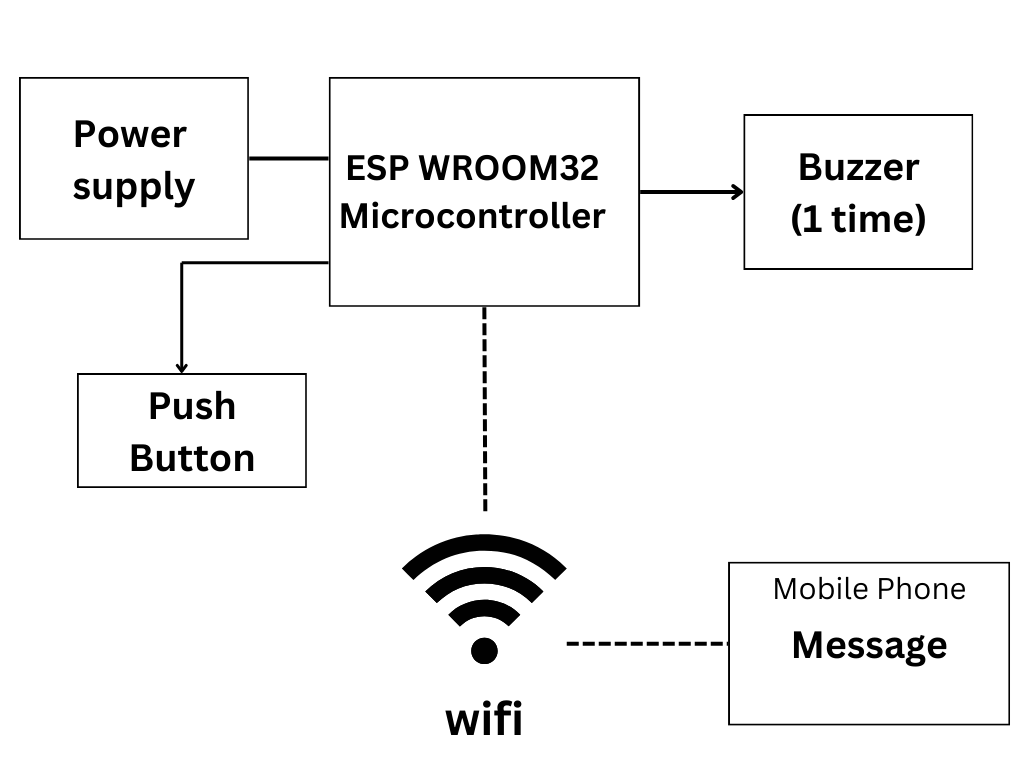 Power
supply
ESP WROOM32
Microcontroller
Buzzer
(1 time)
Push
Button
Mobile Phone
Message
wifi